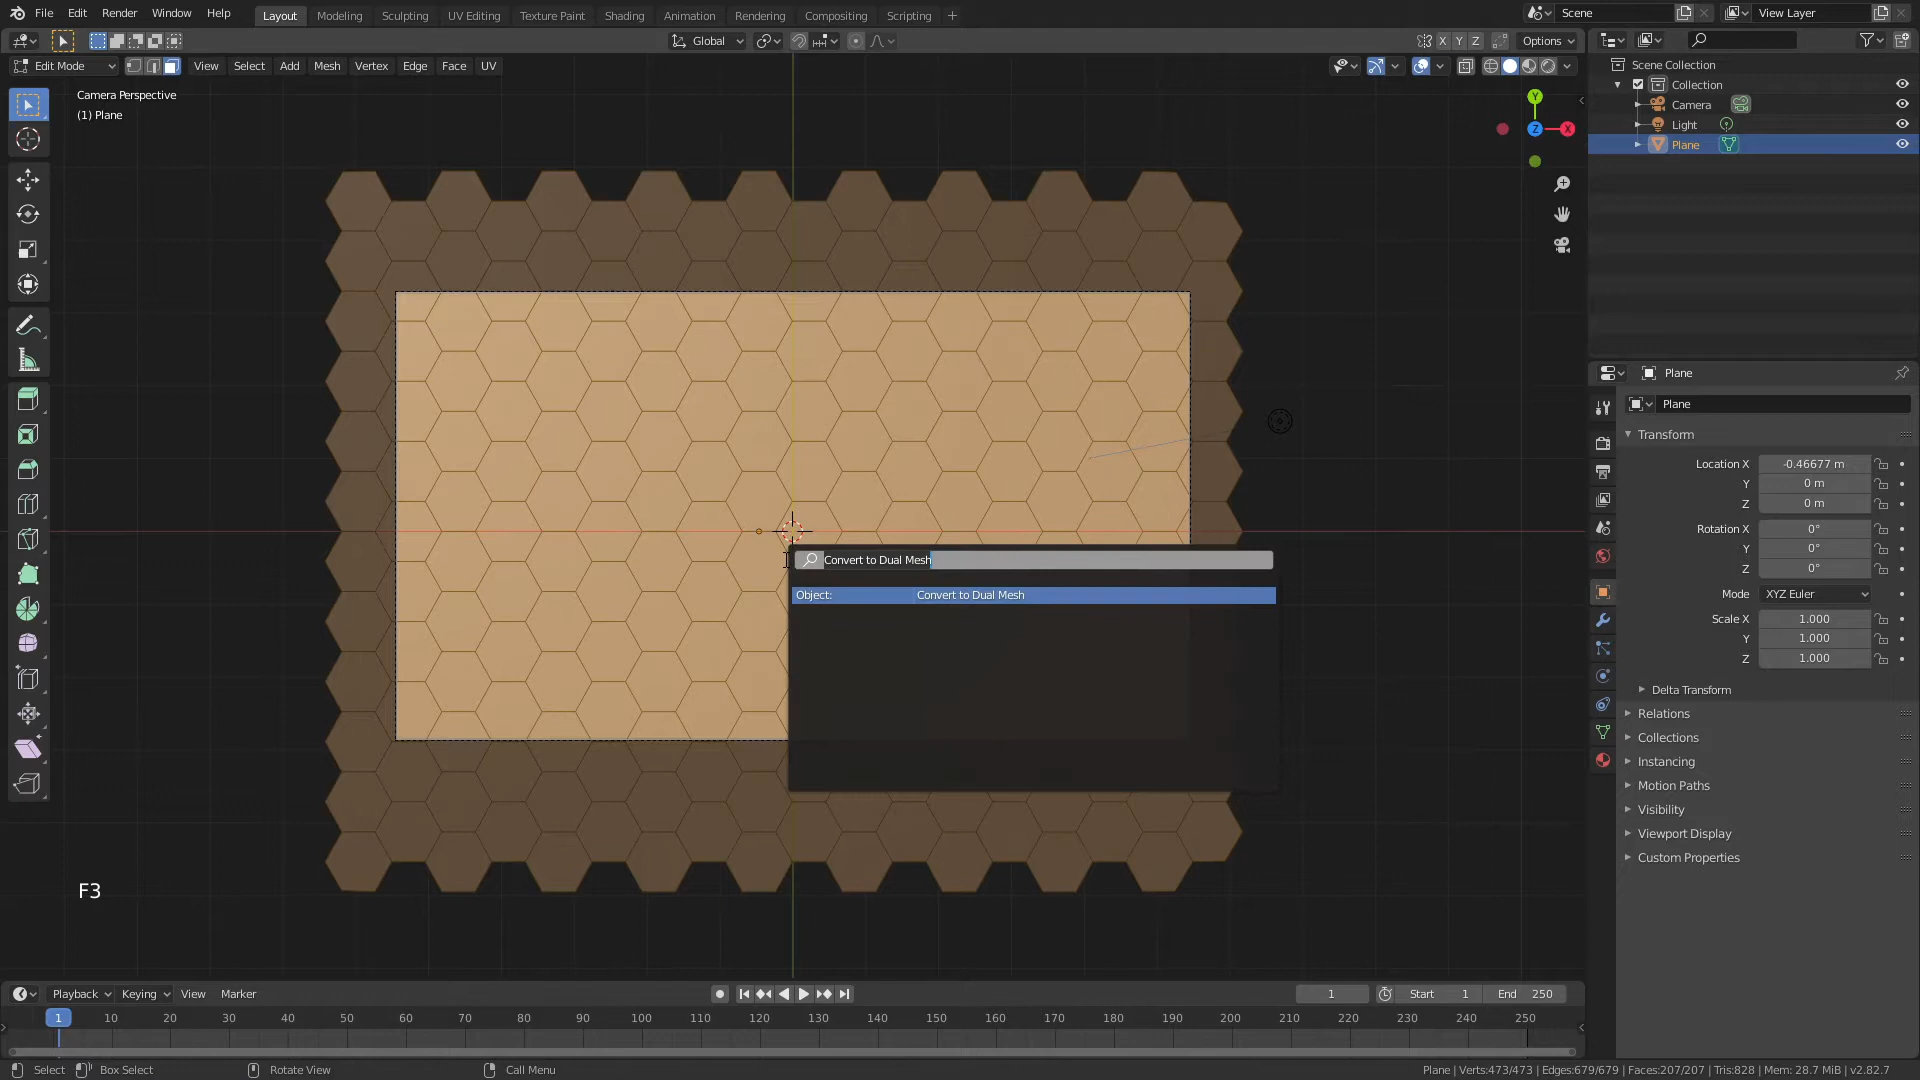 File Edit Render Window Help Layout Modeling Sculpting UV Editing Texture Paint Shading Animation Rendering Compositing Scripting + Scene View Layer
Global X Y Z Options
Edit Mode View Select Add Mesh Vertex Edge Face UV
Camera Perspective
(1) Plane
Y
Z X
Scene Collection
Collection
Camera
Light
Plane
Plane
Plane
Transform
Location X -0.46677 m
Y 0 m
Z 0 m
Rotation X 0°
Y 0°
Z 0°
Mode XYZ Euler
Scale X 1.000
Y 1.000
Z 1.000
Delta Transform
Relations
Collections
Instancing
Motion Paths
Visibility
Viewport Display
Custom Properties
Convert to Dual Mesh
Object: Convert to Dual Mesh
F3
Playback Keying View Marker 1 Start 1 End 250
1 10 20 30 40 50 60 70 80 90 100 110 120 130 140 150 160 170 180 190 200 210 220 230 240 250
Select Box Select Rotate View Call Menu Plane | Verts:473/473 | Edges:679/679 | Faces:207/207 | Tris:828 | Mem: 28.7 MiB | v2.82.7